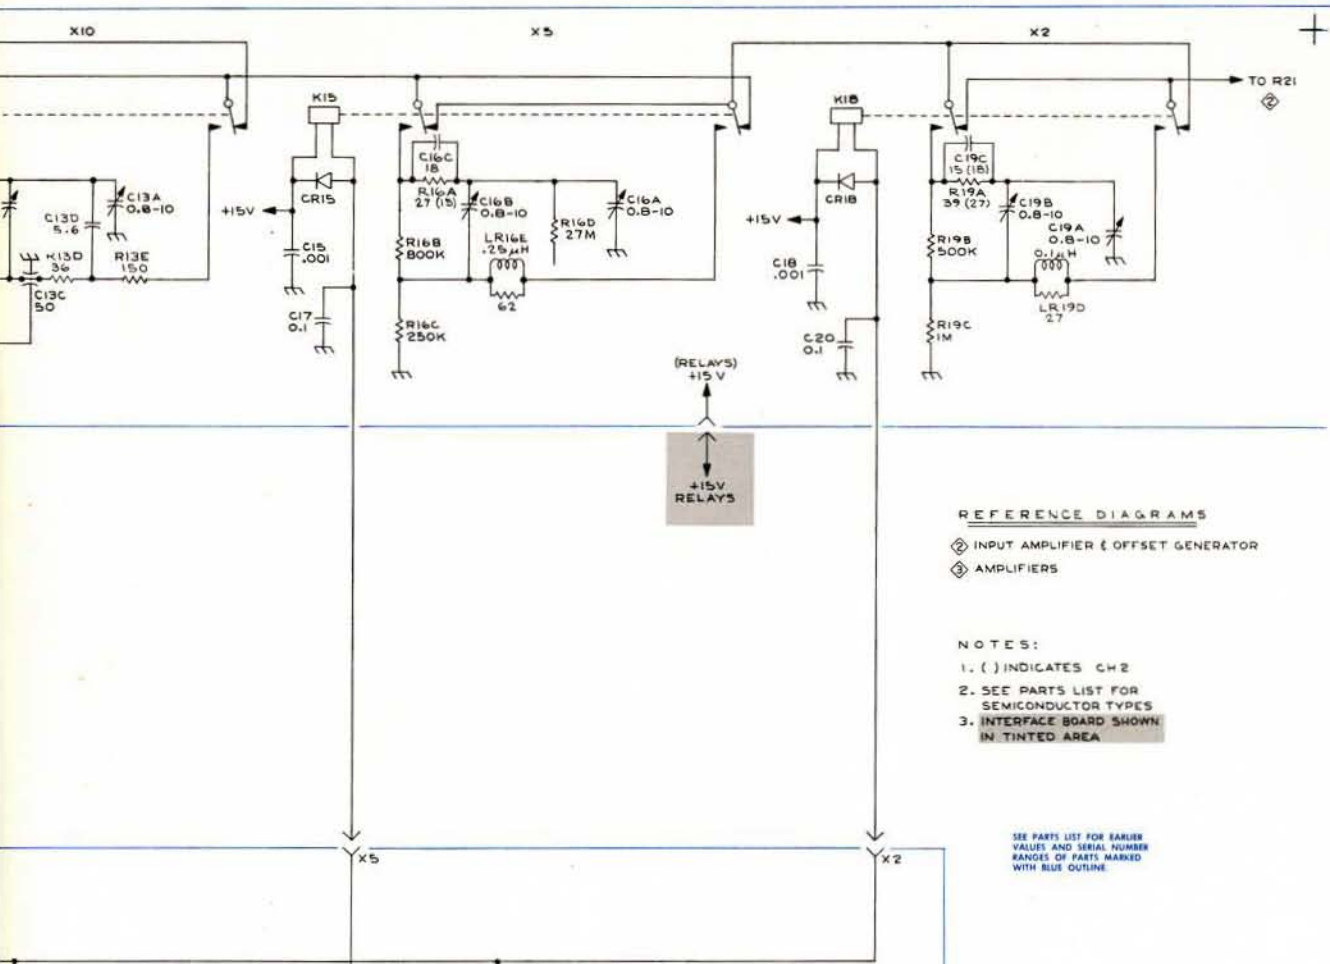 X10
X5
X2
TO R21
2
K15
K18
C16C
18
R16A
27 (15)
C19C
15 (18)
R19A
39 (27)
C13A
0.8-10
C13D
5.6
+15V
CR15
C16B
0.8-10
R16D
27M
C16A
0.8-10
+15V
CR18
C19B
0.8-10
C19A
0.8-10
R13D
36
R13E
150
C13C
50
C15
.001
R16B
800K
LR16E
.25µH
62
C18
.001
R19B
500K
0.1µH
LR19D
27
C17
0.1
R16C
250K
C20
0.1
R19C
1M
(RELAYS)
+15 V
+15V
RELAYS
REFERENCE DIAGRAMS
2 INPUT AMPLIFIER & OFFSET GENERATOR
3 AMPLIFIERS
NOTES:
1. ( ) INDICATES CH 2
2. SEE PARTS LIST FOR
SEMICONDUCTOR TYPES
3. INTERFACE BOARD SHOWN
IN TINTED AREA
SEE PARTS LIST FOR EARLIER
VALUES AND SERIAL NUMBER
RANGES OF PARTS MARKED
WITH BLUE OUTLINE.
X5
X2